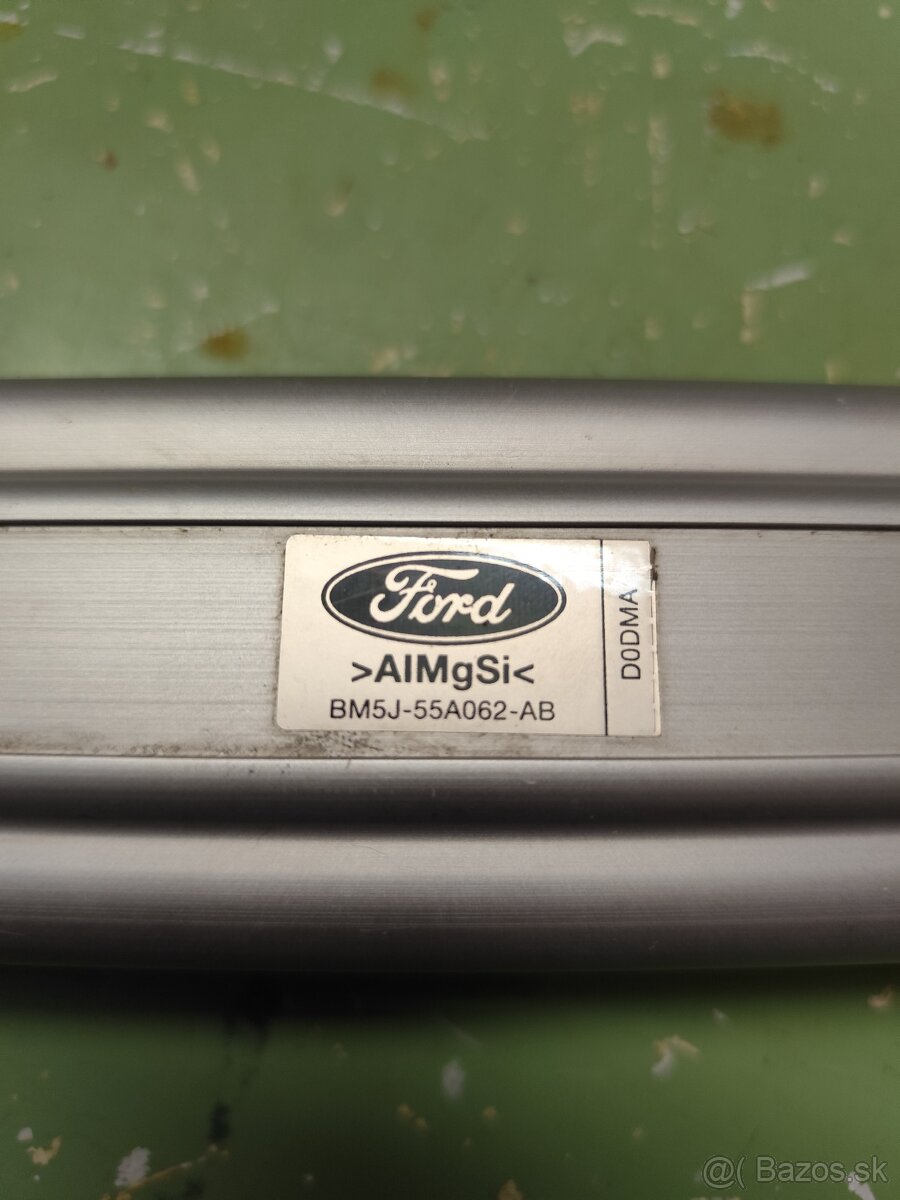 Ford
>AlMgSi<
BM5J-55A062-AB
D0DMA
@( Bazos.sk